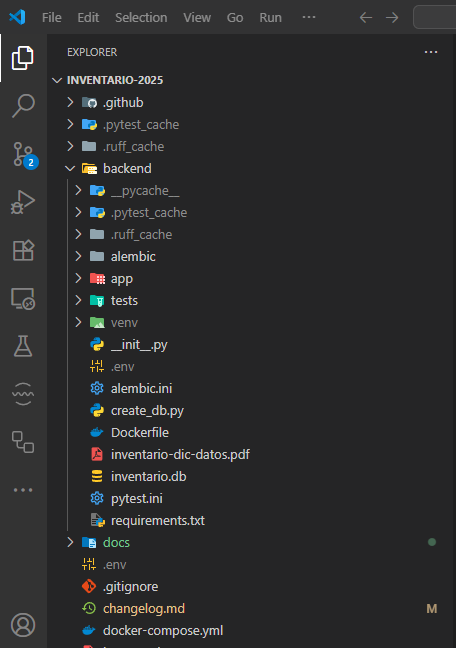 File Edit Selection View Go Run ···
EXPLORER ···
INVENTARIO-2025
.github
.pytest_cache
.ruff_cache
backend
__pycache__
.pytest_cache
.ruff_cache
alembic
app
tests
venv
__init__.py
.env
alembic.ini
create_db.py
Dockerfile
inventario-dic-datos.pdf
inventario.db
pytest.ini
requirements.txt
docs
.env
.gitignore
changelog.md M
docker-compose.yml
2